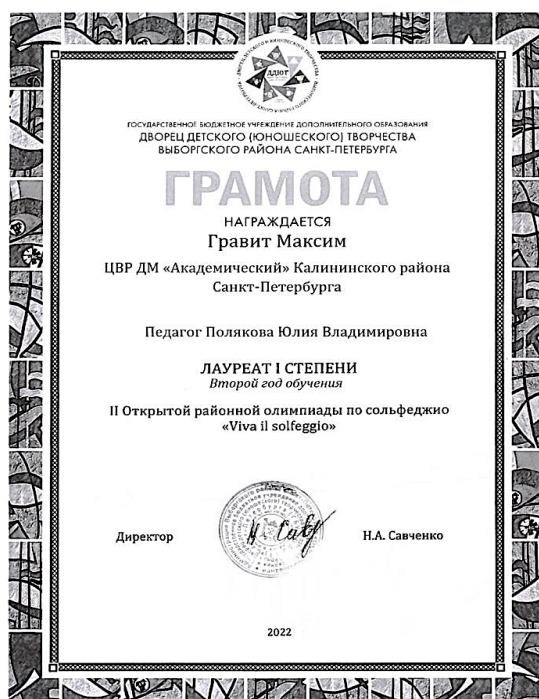 ДДЮТ
ГОСУДАРСТВЕННОЕ БЮДЖЕТНОЕ УЧРЕЖДЕНИЕ ДОПОЛНИТЕЛЬНОГО ОБРАЗОВАНИЯ
ДВОРЕЦ ДЕТСКОГО (ЮНОШЕСКОГО) ТВОРЧЕСТВА
ВЫБОРГСКОГО РАЙОНА САНКТ-ПЕТЕРБУРГА
ГРАМОТА
НАГРАЖДАЕТСЯ
Гравит Максим
ЦВР ДМ «Академический» Калининского района
Санкт-Петербурга
Педагог Полякова Юлия Владимировна
ЛАУРЕАТ I СТЕПЕНИ
Второй год обучения
II Открытой районной олимпиады по сольфеджио
«Viva il solfeggio»
Директор
Н.А. Савченко
2022